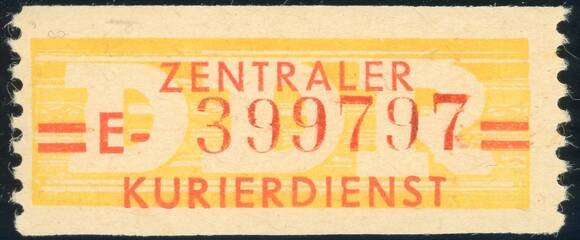 DDR
ZENTRALER
= E- 399797 =
KURIERDIENST